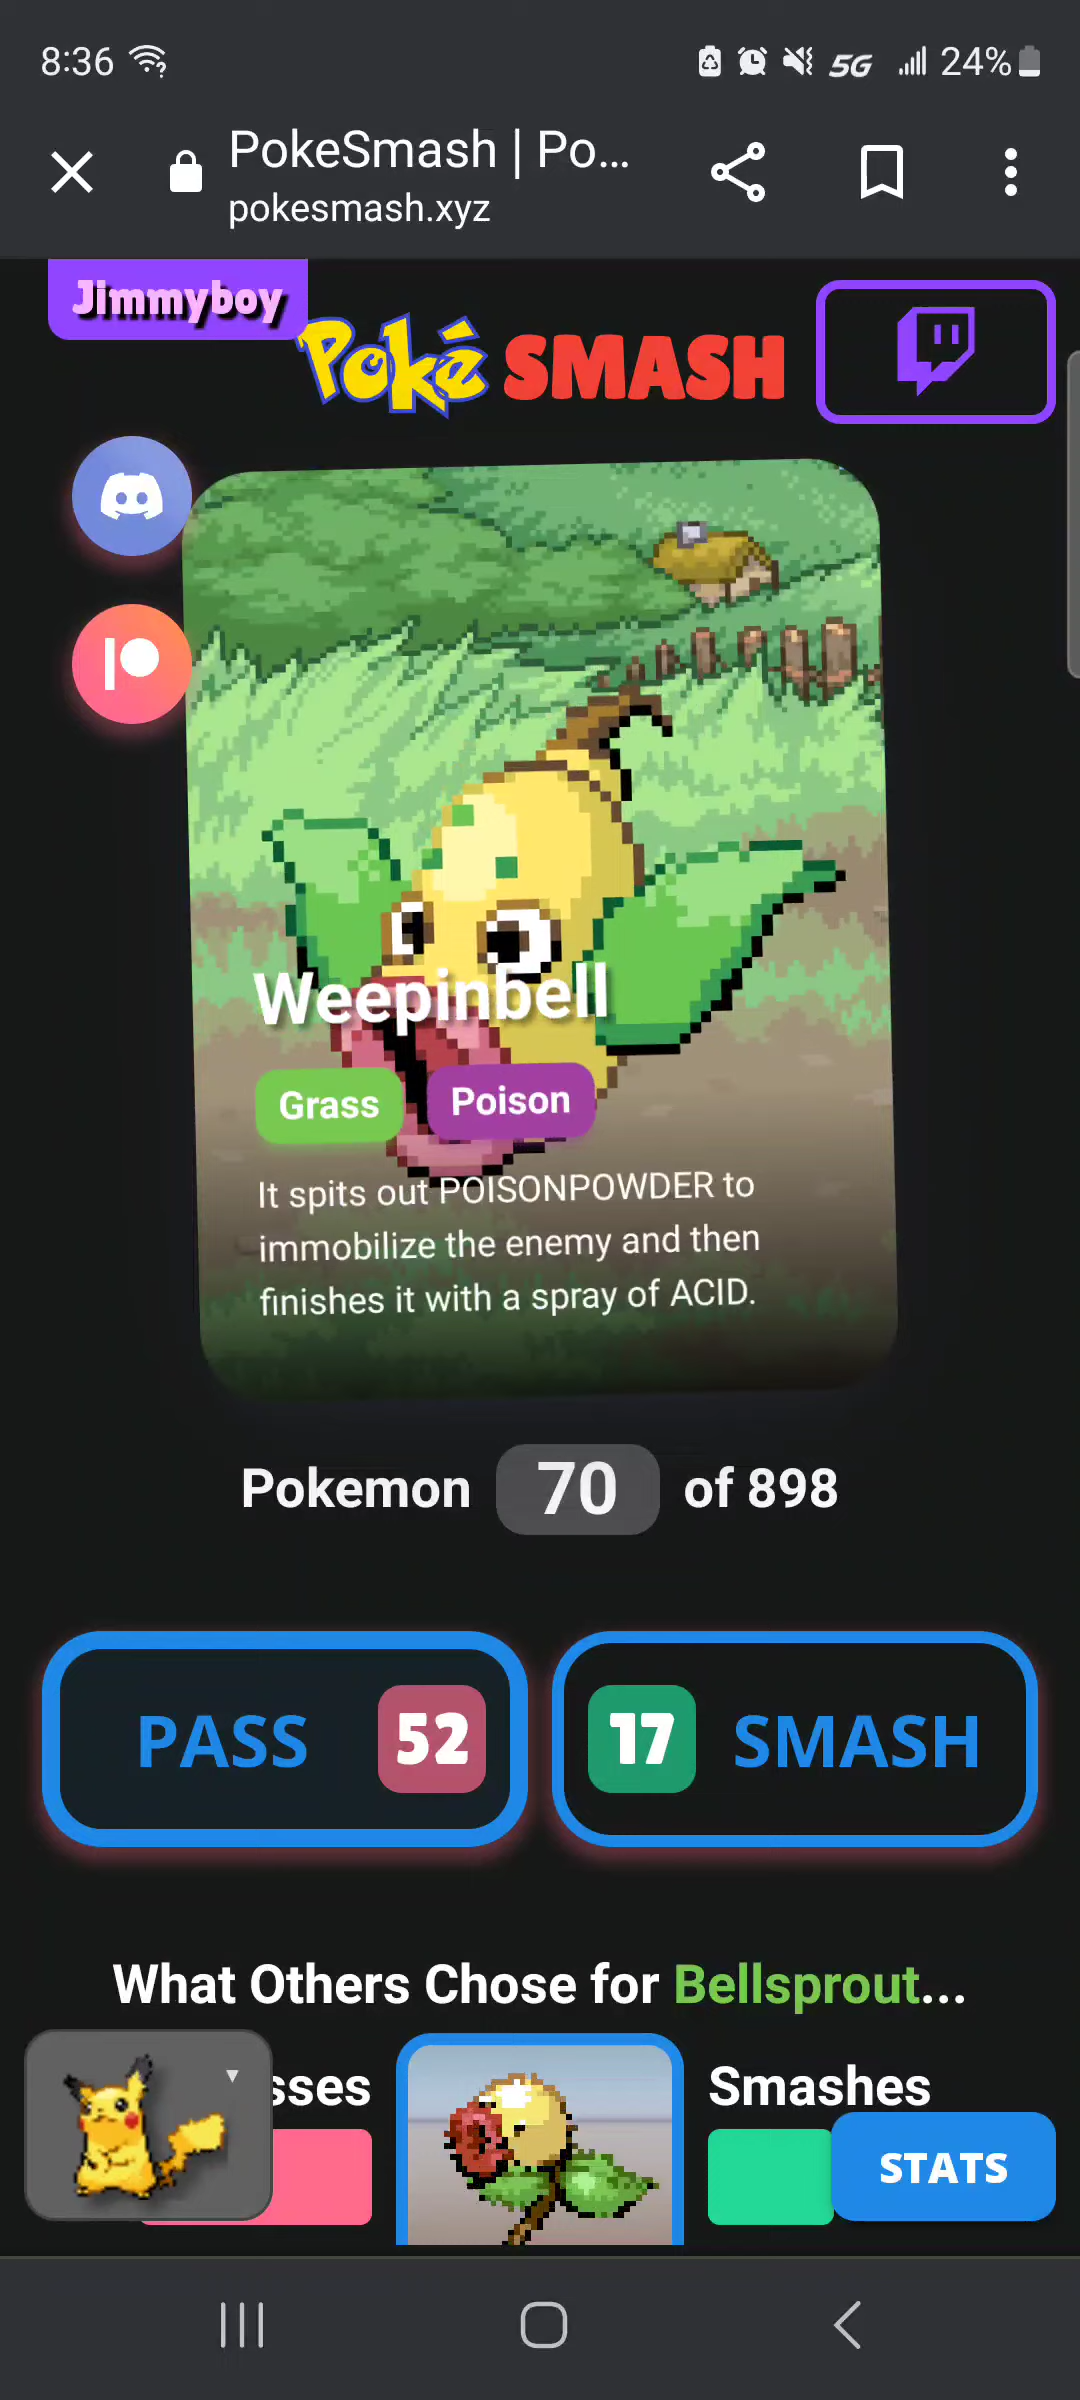 8:36
5G
24%
PokeSmash | Po...
pokesmash.xyz
Jimmyboy
Poké SMASH
Weepinbell
Grass
Poison
It spits out POISONPOWDER to
immobilize the enemy and then
finishes it with a spray of ACID.
Pokemon 70 of 898
PASS 52
17 SMASH
What Others Chose for Bellsprout...
sses
Smashes
STATS